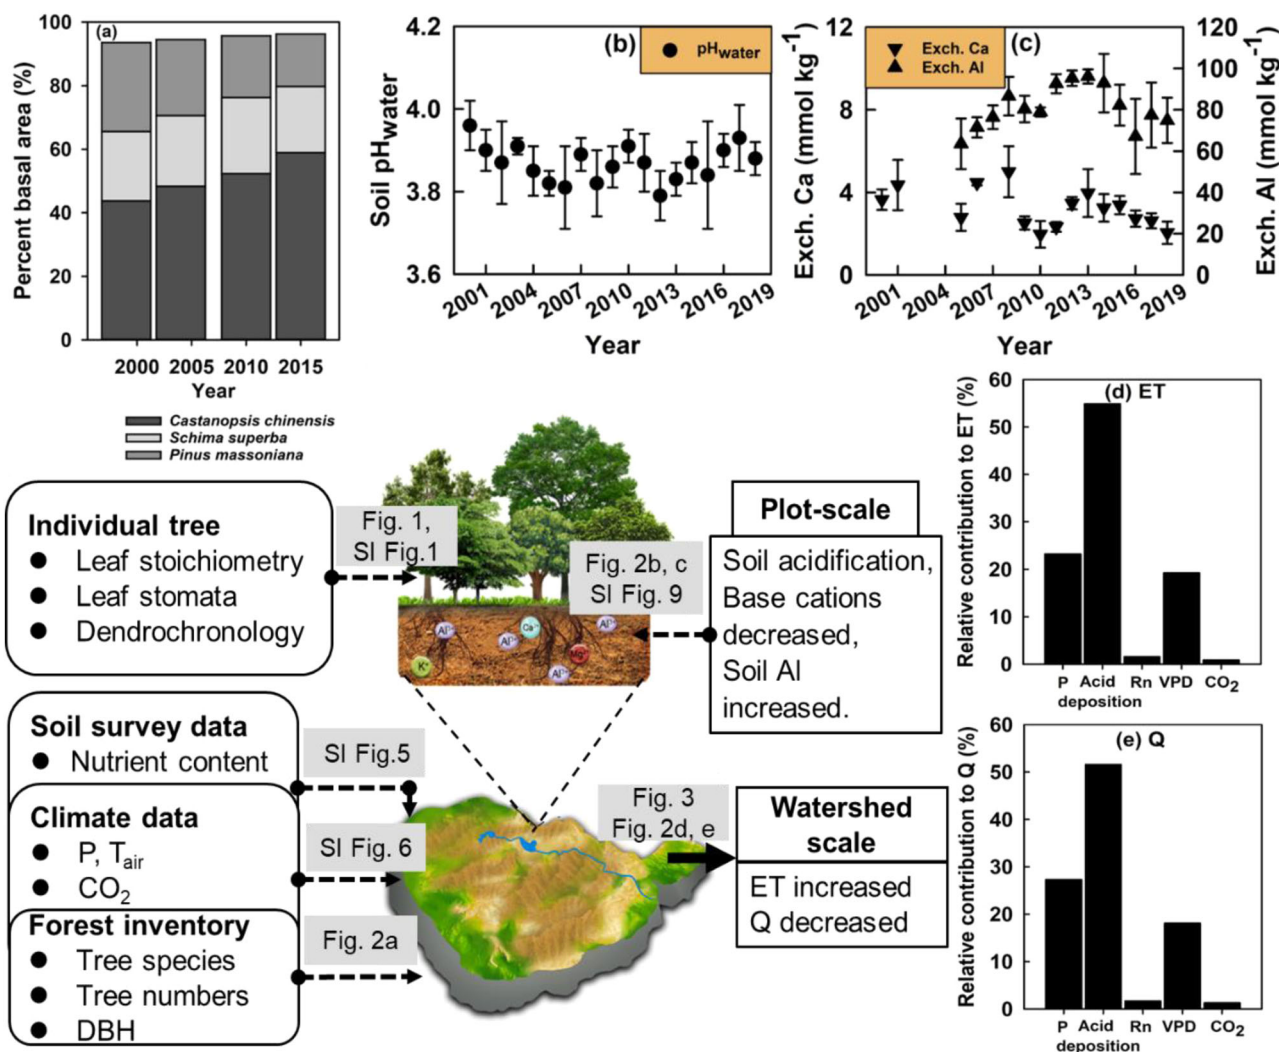 (a)
Percent basal area (%)
100
80
60
40
20
0
2000 2005 2010 2015
Year
Castanopsis chinensis
Schima superba
Pinus massoniana
(b)
pHwater
Soil pHwater
4.2
4.0
3.8
3.6
2001 2004 2007 2010 2013 2016 2019
Year
(c)
Exch. Ca
Exch. Al
Exch. Ca (mmol kg-1)
12
8
4
0
120
100
80
60
40
20
0
Exch. Al (mmol kg-1)
2001 2004 2007 2010 2013 2016 2019
Year
Individual tree
● Leaf stoichiometry
● Leaf stomata
● Dendrochronology
Fig. 1,
SI Fig.1
Fig. 2b, c
SI Fig. 9
K+
Al3+
Al3+
Ca2+
Al3+
Mg2+
Al3+
Plot-scale
Soil acidification,
Base cations
decreased,
Soil Al
increased.
Soil survey data
● Nutrient content
SI Fig.5
Climate data
● P, Tair
● CO2
SI Fig. 6
Forest inventory
● Tree species
● Tree numbers
● DBH
Fig. 2a
Fig. 3
Fig. 2d, e
Watershed
scale
ET increased
Q decreased
(d) ET
Relative contribution to ET (%)
60
50
40
30
20
10
0
P Acid Rn VPD CO2
deposition
(e) Q
Relative contribution to Q (%)
60
50
40
30
20
10
0
P Acid Rn VPD CO2
deposition